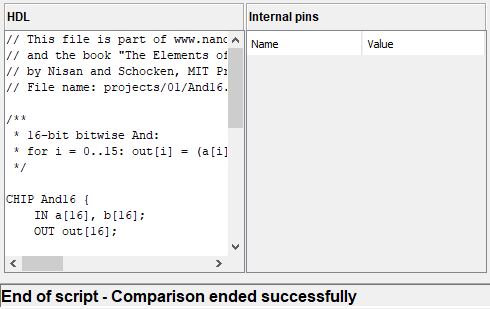 HDL
// This file is part of www.nand
// and the book "The Elements of
// by Nisan and Schocken, MIT Pr
// File name: projects/01/And16.
/**
 * 16-bit bitwise And:
 * for i = 0..15: out[i] = (a[i]
 */
CHIP And16 {
IN a[16], b[16];
OUT out[16];
Internal pins
Name Value
End of script - Comparison ended successfully